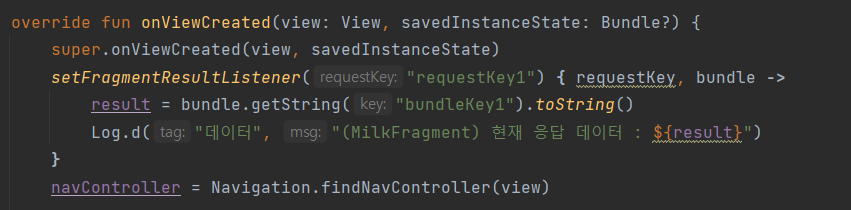 override fun onViewCreated(view: View, savedInstanceState: Bundle?) {
super.onViewCreated(view, savedInstanceState)
setFragmentResultListener( requestKey: "requestKey1") { requestKey, bundle ->
result = bundle.getString( key: "bundleKey1").toString()
Log.d( tag: "데이터", msg: "(MilkFragment) 현재 응답 데이터 : ${result}")
}
navController = Navigation.findNavController(view)